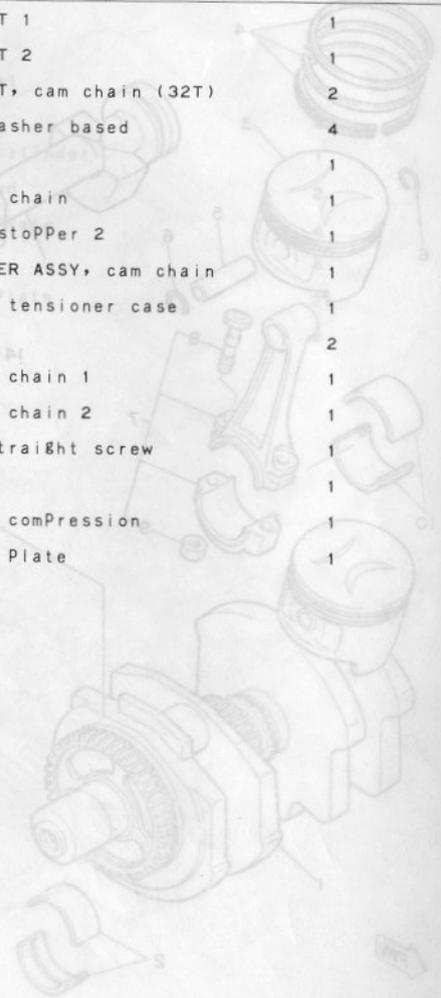 T 1 1
T 2 1
T, cam chain (32T) 2
asher based 4
1
chain 1
stoPPer 2 1
ER ASSY, cam chain 1
tensioner case 1
2
chain 1 1
chain 2 1
traight screw 1
1
comPression 1
Plate 1